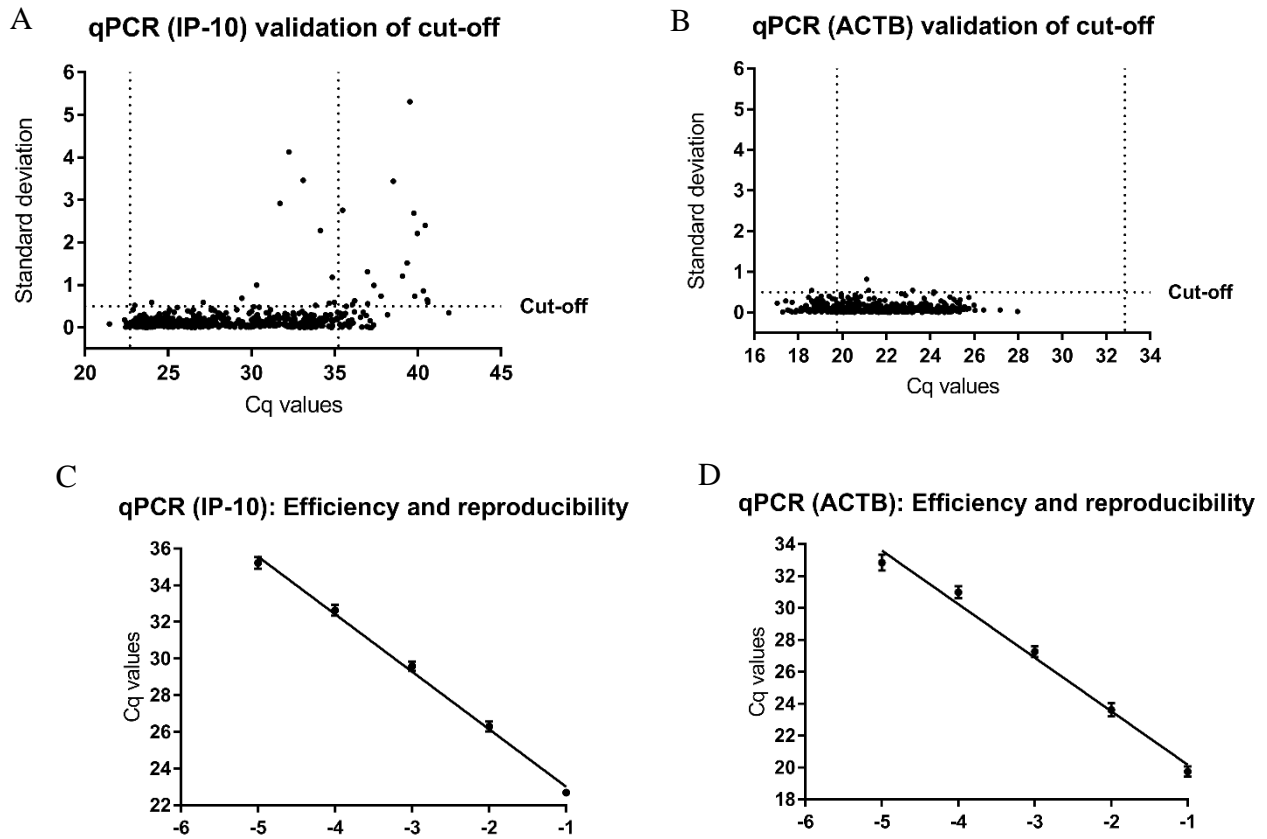 A
qPCR (IP-10) validation of cut-off
6
5
4
3
2
1
0
Standard deviation
Cut-off
20 25 30 35 40 45
Cq values
B
qPCR (ACTB) validation of cut-off
6
5
4
3
2
1
0
Standard deviation
Cut-off
16 18 20 22 24 26 28 30 32 34
Cq values
C
qPCR (IP-10): Efficiency and reproducibility
36
34
32
30
28
26
24
22
Cq values
-6 -5 -4 -3 -2 -1
D
qPCR (ACTB): Efficiency and reproducibility
34
32
30
28
26
24
22
20
18
Cq values
-6 -5 -4 -3 -2 -1